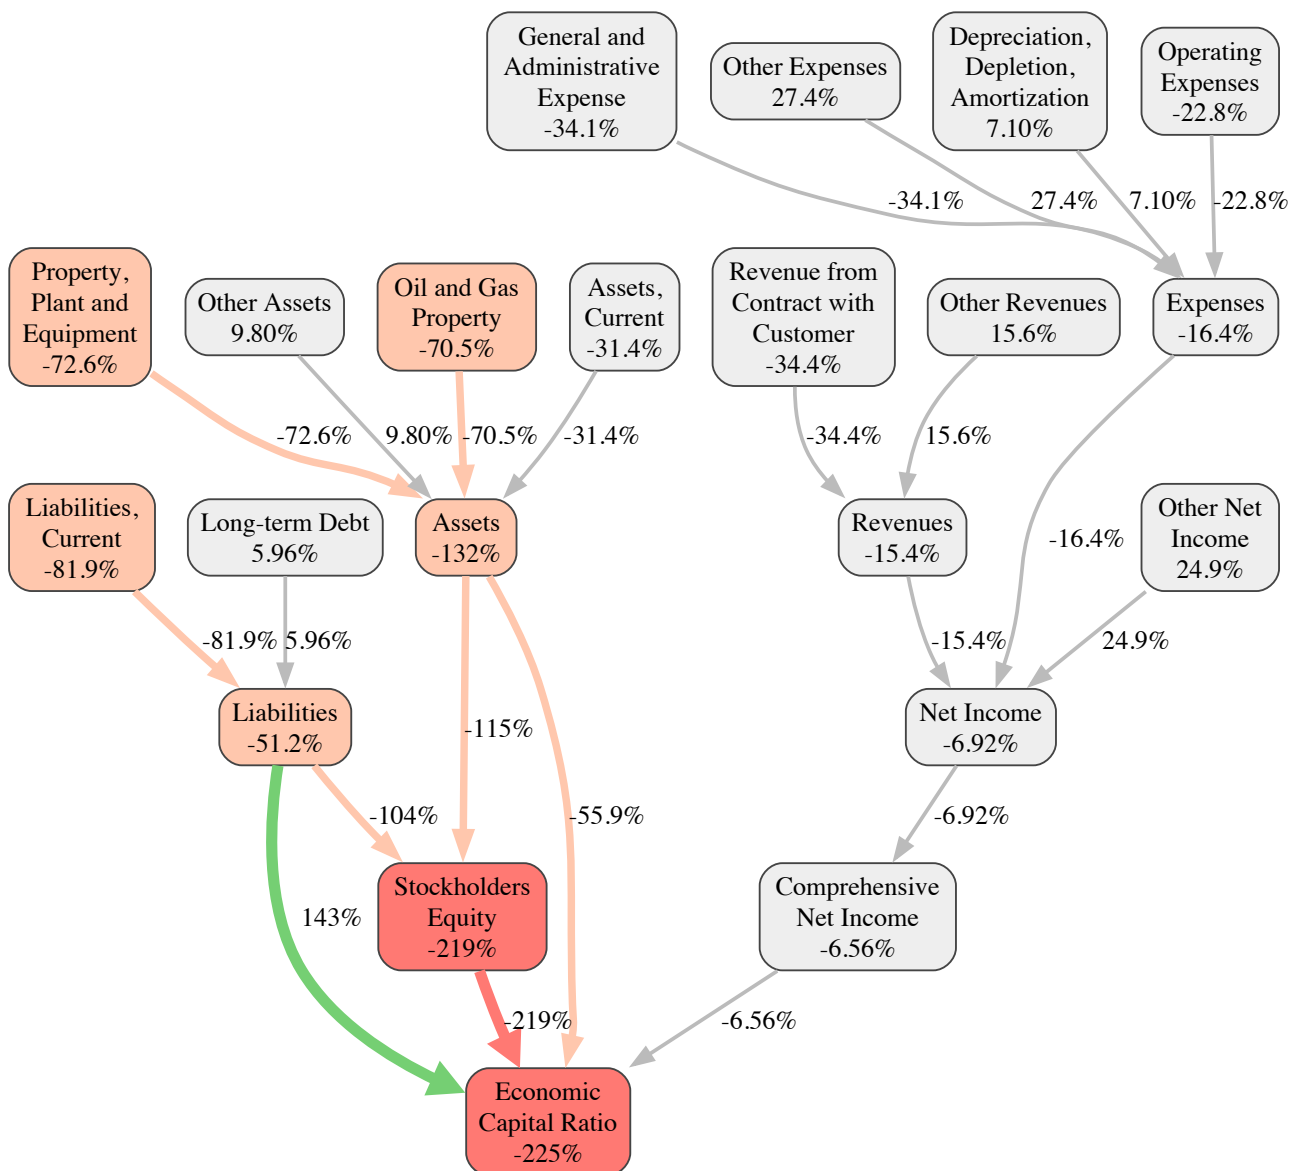 General and
Administrative
Expense
-34.1%
Other Expenses
27.4%
Depreciation,
Depletion,
Amortization
7.10%
Operating
Expenses
-22.8%
-34.1%
27.4%
7.10%
-22.8%
Property,
Plant and
Equipment
-72.6%
Other Assets
9.80%
Oil and Gas
Property
-70.5%
Assets,
Current
-31.4%
Revenue from
Contract with
Customer
-34.4%
Other Revenues
15.6%
Expenses
-16.4%
-72.6%
9.80%
-70.5%
-31.4%
-34.4%
15.6%
Liabilities,
Current
-81.9%
Long-term Debt
5.96%
Assets
-132%
Revenues
-15.4%
-16.4%
Other Net
Income
24.9%
-81.9%
5.96%
-15.4%
24.9%
Liabilities
-51.2%
-115%
Net Income
-6.92%
-104%
-55.9%
-6.92%
143%
Stockholders
Equity
-219%
Comprehensive
Net Income
-6.56%
-219%
-6.56%
Economic
Capital Ratio
-225%